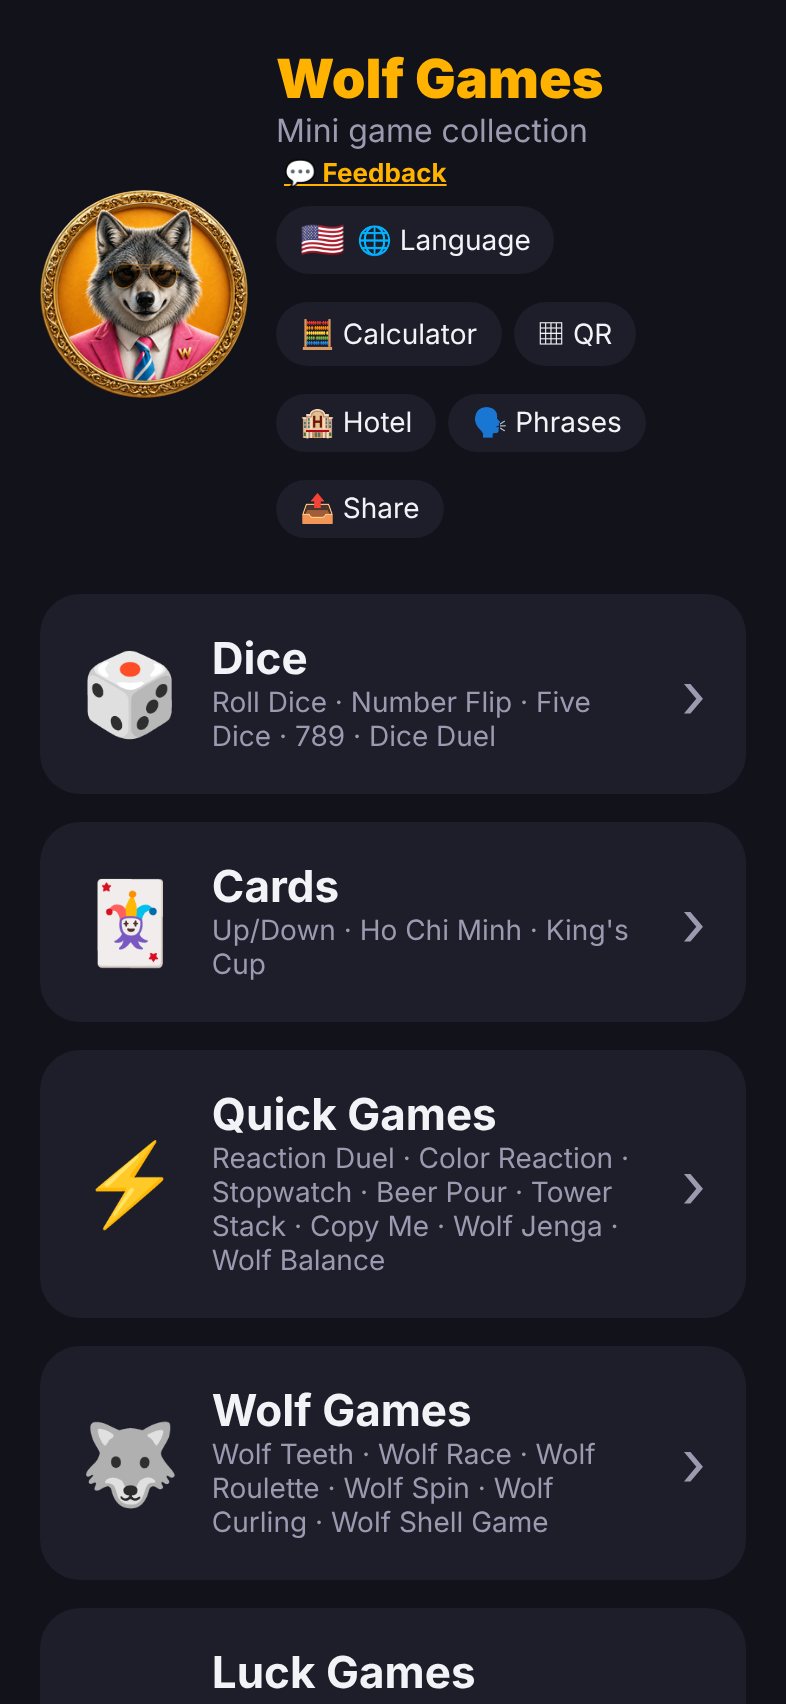 Wolf Games
Mini game collection
💬 Feedback
🇺🇸 🌐 Language
🧮 Calculator
▦ QR
🏨 Hotel
🗣️ Phrases
📤 Share
Dice
Roll Dice · Number Flip · Five
Dice · 789 · Dice Duel
Cards
Up/Down · Ho Chi Minh · King's
Cup
Quick Games
Reaction Duel · Color Reaction ·
Stopwatch · Beer Pour · Tower
Stack · Copy Me · Wolf Jenga ·
Wolf Balance
Wolf Games
Wolf Teeth · Wolf Race · Wolf
Roulette · Wolf Spin · Wolf
Curling · Wolf Shell Game
Luck Games